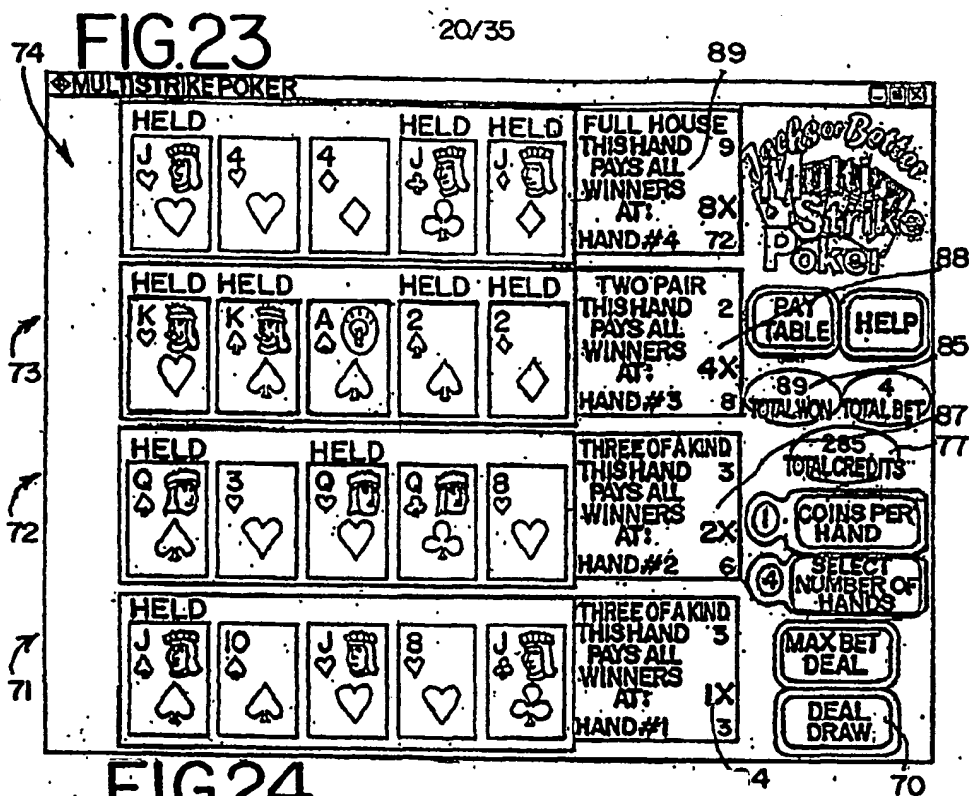 FIG.23
20/35
74
89
MULTISTRIKEPOKER
HELD HELD HELD
J 4 4 J J
FULL HOUSE
THIS HAND 9
PAYS ALL
WINNERS
AT: 8X
HAND#4 72
Jacks or Better
Multi
Strike
Poker
HELD HELD HELD HELD
K K A 2 2
TWO PAIR
THIS HAND 2
PAYS ALL
WINNERS
AT: 4X
HAND#3 8
88
PAY
TABLE
HELP
73
85
89
TOTAL WON
4
TOTAL BET
87
HELD HELD
Q 3 Q Q 8
THREE OF A KIND
THIS HAND 3
PAYS ALL
WINNERS
AT: 2X
HAND#2 6
77
285
TOTAL CREDITS
72
1
COINS PER
HAND
4
SELECT
NUMBER OF
HANDS
HELD
J 10 J 8 J
THREE OF A KIND
THIS HAND 3
PAYS ALL
WINNERS
AT: 1X
HAND#1 3
71
MAX BET
DEAL
DEAL
DRAW
70
FIG.24